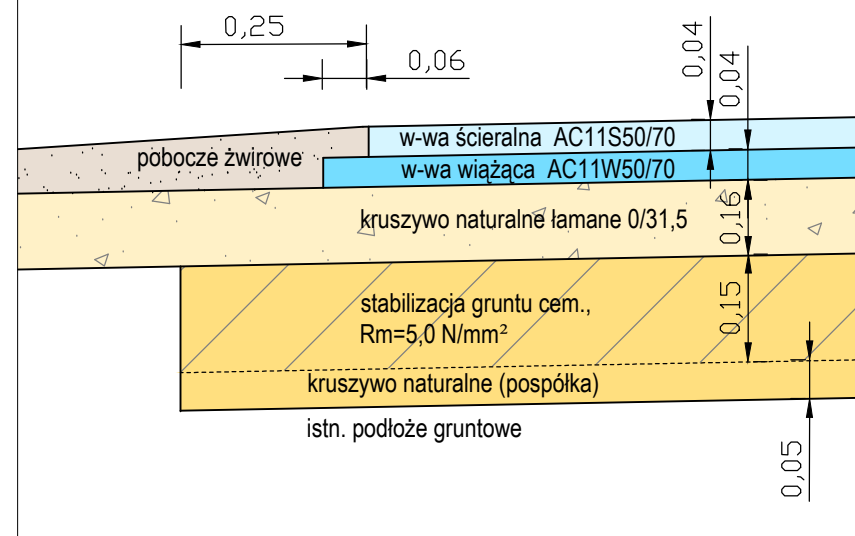 0,25
0,06
0,04
0,04
w-wa ścieralna AC11S50/70
pobocze żwirowe
w-wa wiążąca AC11W50/70
kruszywo naturalne łamane 0/31,5
0,16
stabilizacja gruntu cem.,
Rm=5,0 N/mm²
0,15
kruszywo naturalne (pospółka)
istn. podłoże gruntowe
0,05